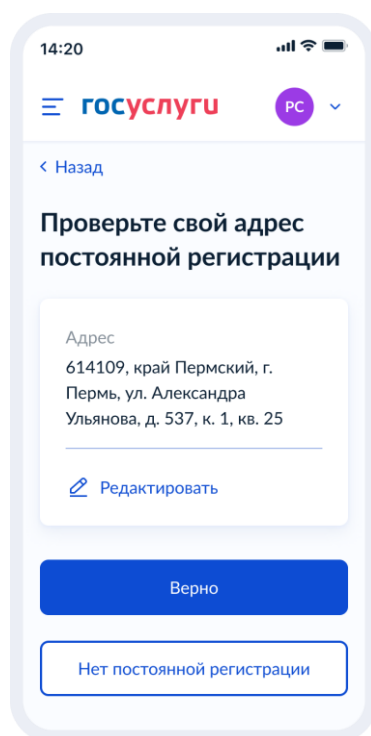 14:20
госуслуги
РС
Назад
Проверьте свой адрес
постоянной регистрации
Адрес
614109, край Пермский, г.
Пермь, ул. Александра
Ульянова, д. 537, к. 1, кв. 25
Редактировать
Верно
Нет постоянной регистрации